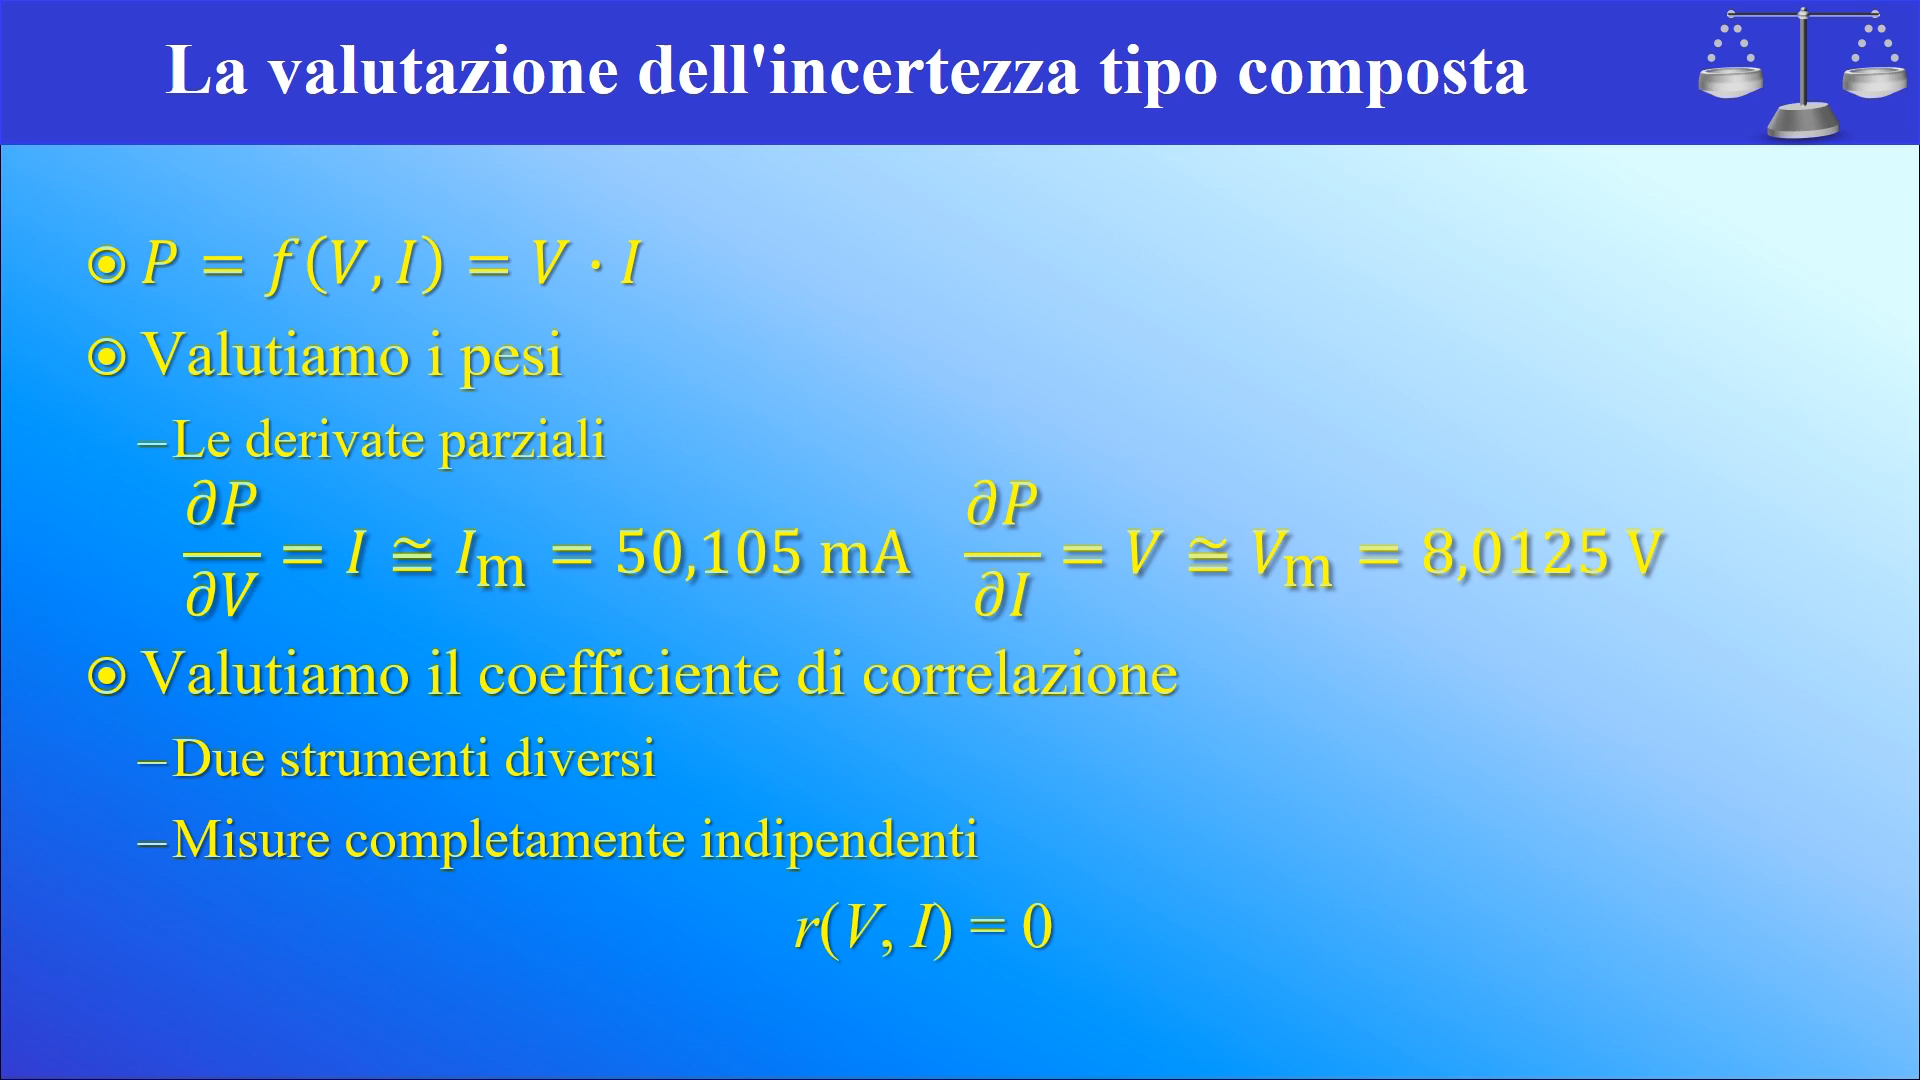 La valutazione dell'incertezza tipo composta
⦿ P = f(V, I) = V · I
⦿ Valutiamo i pesi
–Le derivate parziali
∂P/∂V = I ≅ Iₘ = 50,105 mA ∂P/∂I = V ≅ Vₘ = 8,0125 V
⦿ Valutiamo il coefficiente di correlazione
–Due strumenti diversi
–Misure completamente indipendenti
r(V, I) = 0